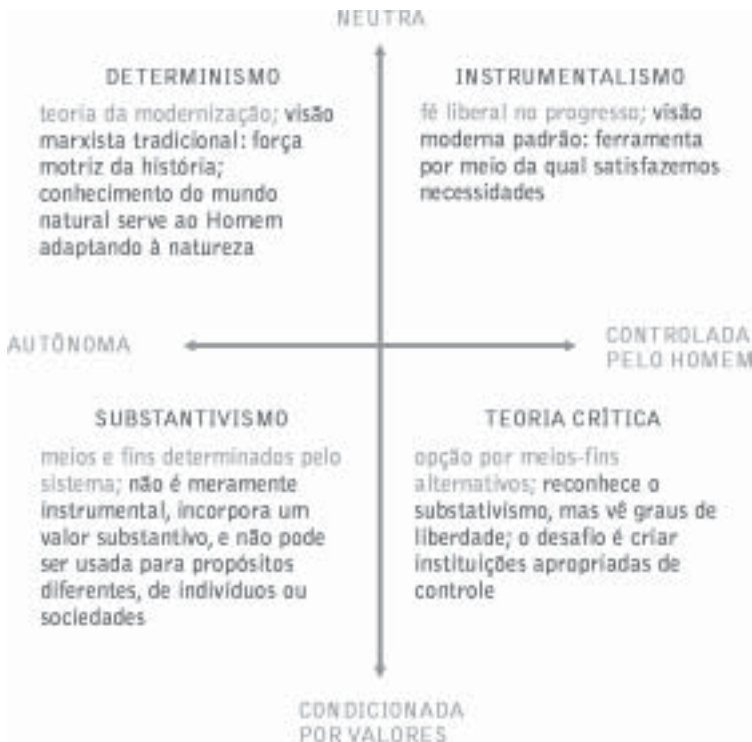 NEUTRA
DETERMINISMO
teoria da modernização; visão
marxista tradicional: força
motriz da história;
conhecimento do mundo
natural serve ao Homem
adaptando à natureza
INSTRUMENTALISMO
fé liberal no progresso; visão
moderna padrão: ferramenta
por meio da qual satisfazemos
necessidades
AUTÔNOMA
CONTROLADA
PELO HOMEM
SUBSTANTIVISMO
meios e fins determinados pelo
sistema; não é meramente
instrumental, incorpora um
valor substantivo, e não pode
ser usada para propósitos
diferentes, de indivíduos ou
sociedades
TEORIA CRÍTICA
opção por meios-fins
alternativos; reconhece o
substativismo, mas vê graus de
liberdade; o desafio é criar
instituições apropriadas de
controle
CONDICIONADA
POR VALORES